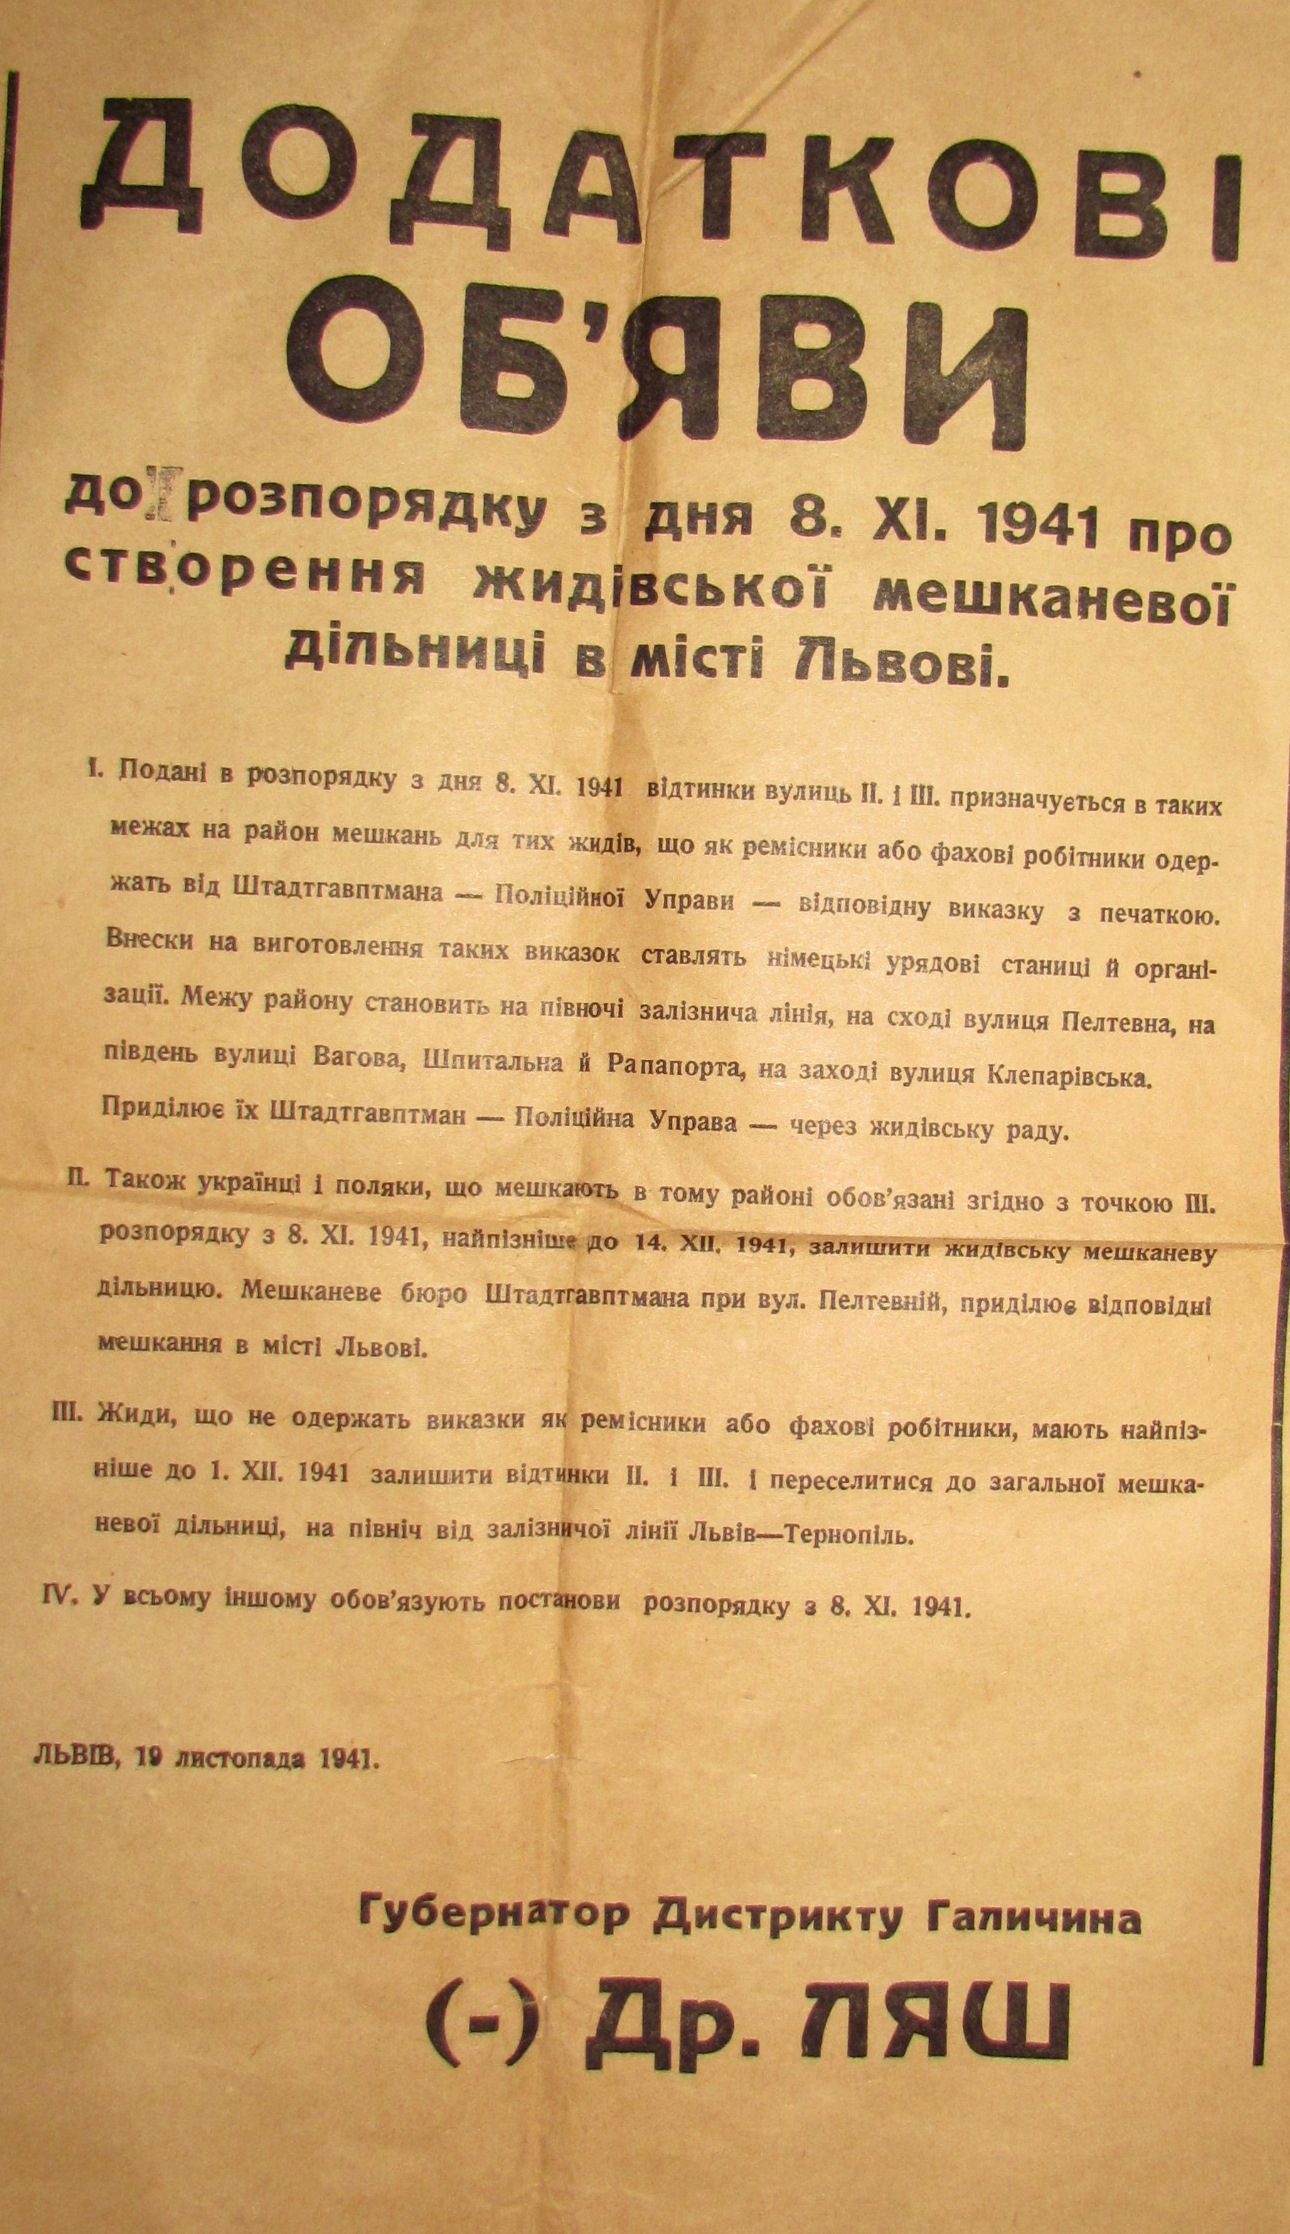 ДОДАТКОВІ
ОБ’ЯВИ
до розпорядку з дня 8. XI. 1941 про
створення жидівської мешканевої
дільниці в місті Львові.
I. Подані в розпорядку з дня 8. XI. 1941 відтинки вулиць II. і III. призначується в таких
межах на район мешкань для тих жидів, що як ремісники або фахові робітники одер-
жать від Штадтгавптмана — Поліційної Управи — відповідну виказку з печаткою.
Внески на виготовлення таких виказок ставлять німецькі урядові станиці й органі-
зації. Межу району становить на півночі залізнича лінія, на сході вулиця Пелтевна, на
південь вулиці Вагова, Шпитальна й Рапапорта, на заході вулиця Клепарівська.
Приділює їх Штадтгавптман — Поліційна Управа — через жидівську раду.
II. Також українці і поляки, що мешкають в тому районі обов’язані згідно з точкою III.
розпорядку з 8. XI. 1941, найпізніше до 14. XII. 1941, залишити жидівську мешканеву
дільницю. Мешканеве бюро Штадтгавптмана при вул. Пелтевній, приділює відповідні
мешкання в місті Львові.
III. Жиди, що не одержать виказки як ремісники або фахові робітники, мають найпіз-
ніше до 1. XII. 1941 залишити відтинки II. і III. і переселитися до загальної мешка-
невої дільниці, на північ від залізничої лінії Львів—Тернопіль.
IV. У всьому іншому обов’язують постанови розпорядку з 8. XI. 1941.
ЛЬВІВ, 19 листопада 1941.
Губернатор Дистрикту Галичина
(-) Др. ЛЯШ